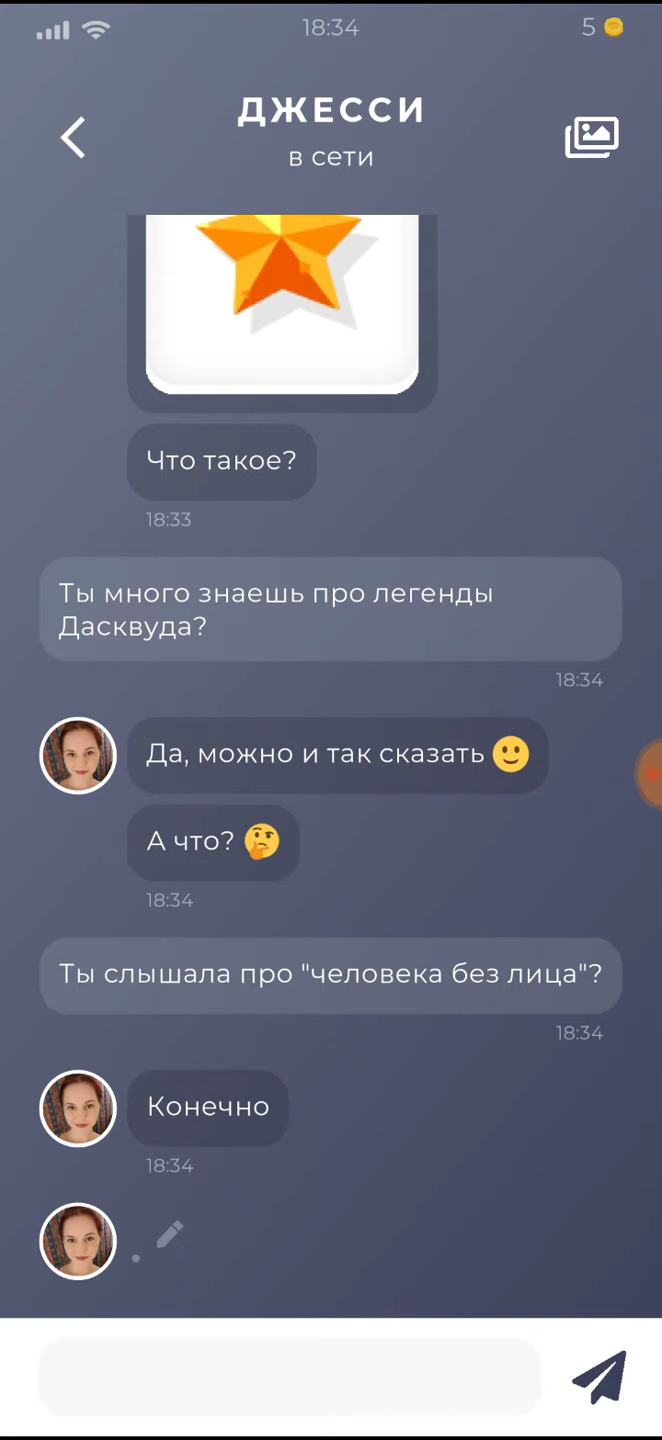 18:34
5
ДЖЕССИ
в сети
Что такое?
18:33
Ты много знаешь про легенды
Дасквуда?
18:34
Да, можно и так сказать 🙂
А что? 🤔
18:34
Ты слышала про "человека без лица"?
18:34
Конечно
18:34